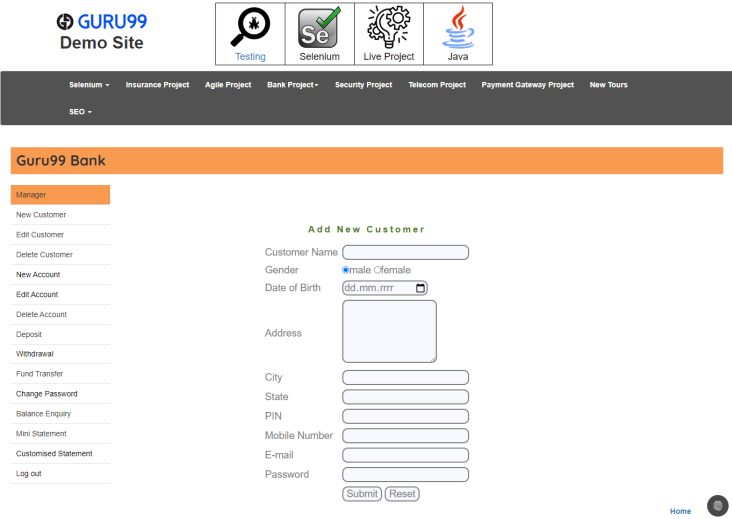 GURU99
Demo Site
Testing
Se
Selenium
Live Project
Java
Selenium
Insurance Project
Agile Project
Bank Project
Security Project
Telecom Project
Payment Gateway Project
New Tours
SEO
Guru99 Bank
Manager
New Customer
Edit Customer
Delete Customer
New Account
Edit Account
Delete Account
Deposit
Withdrawal
Fund Transfer
Change Password
Balance Enquiry
Mini Statement
Customised Statement
Log out
Add New Customer
Customer Name
Gender male female
Date of Birth dd.mm.rrrr
Address
City
State
PIN
Mobile Number
E-mail
Password
Submit Reset
Home